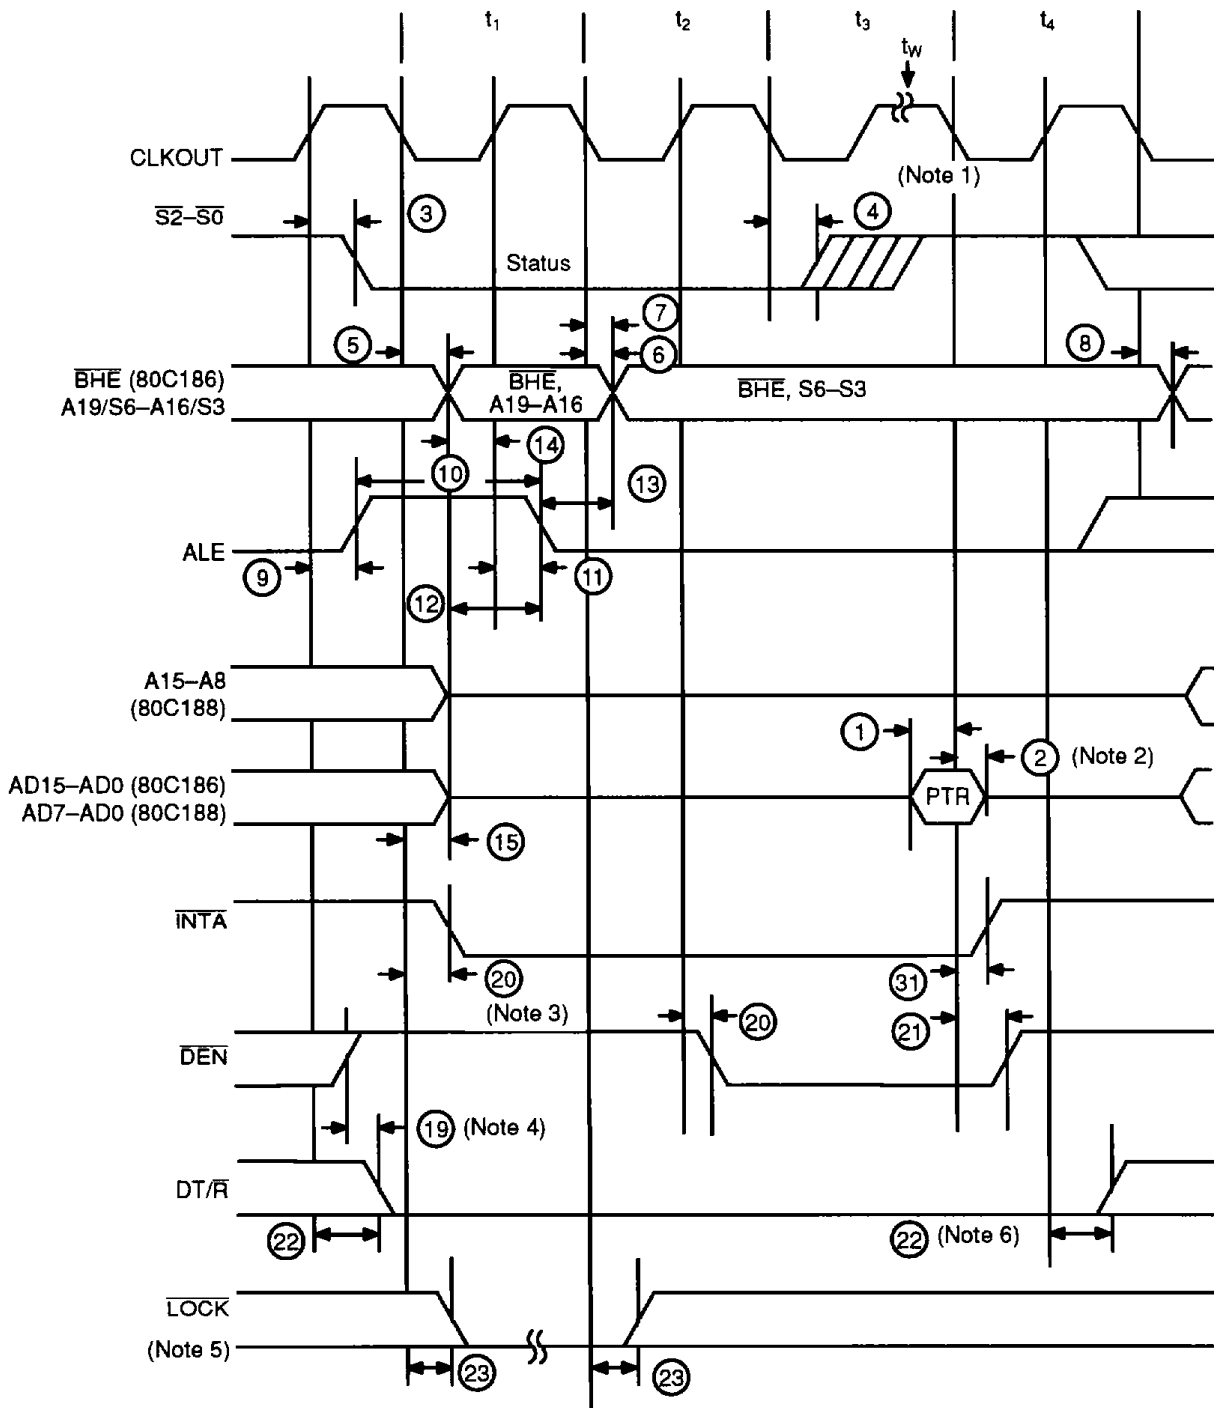 t1 t2 t3 t4
tW
CLKOUT
(Note 1)
S2–S0 3 4
Status
7
5 6 8
BHE (80C186) BHE, BHE, S6–S3
A19/S6–A16/S3 A19–A16
14
10 13
ALE
9 11
12
A15–A8
(80C188)
1
2 (Note 2)
AD15–AD0 (80C186) PTR
AD7–AD0 (80C188)
15
INTA
20 31
(Note 3)
20 21
DEN
19 (Note 4)
DT/R
22 22 (Note 6)
LOCK
(Note 5)
23 23